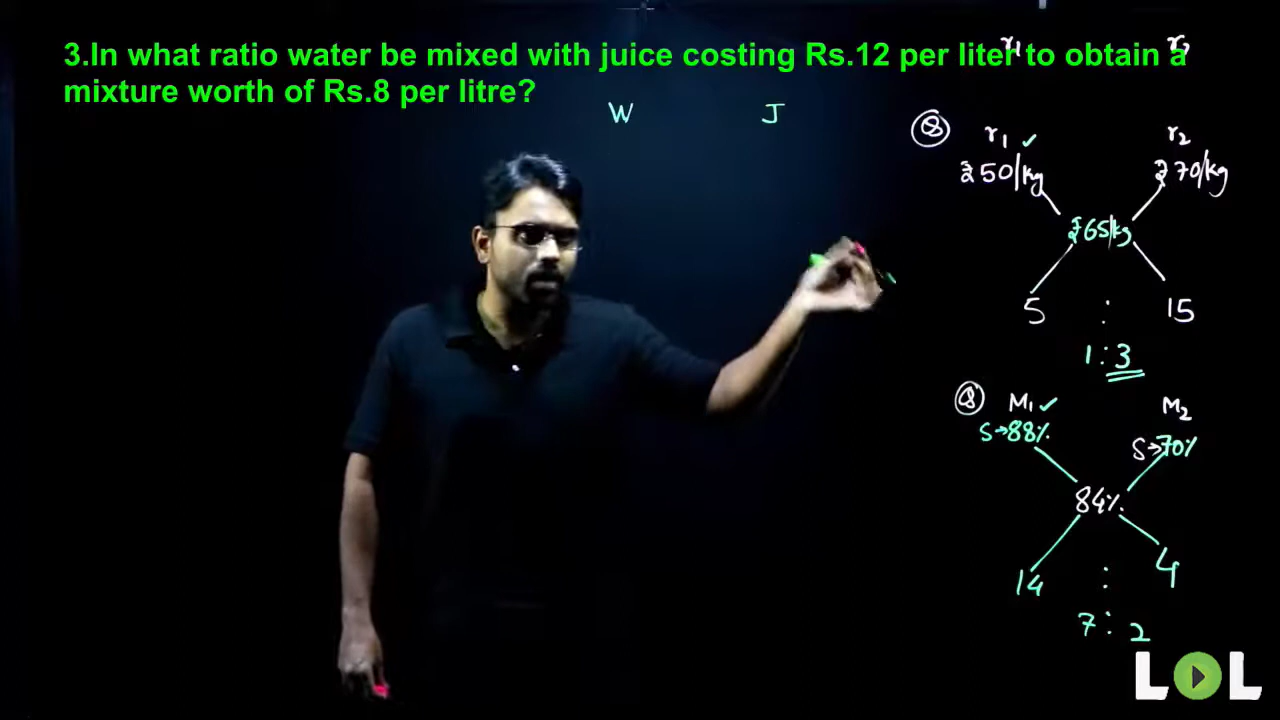 3.In what ratio water be mixed with juice costing Rs.12 per liter to obtain a
mixture worth of Rs.8 per litre?
r1 r2
W J
Q
r1 ✓ r2
₹50/kg ₹70/kg
₹65/kg
5 : 15
1 : 3
Q M1 ✓ M2
S→88% S→70%
84%
14 : 4
7 : 2
LOL